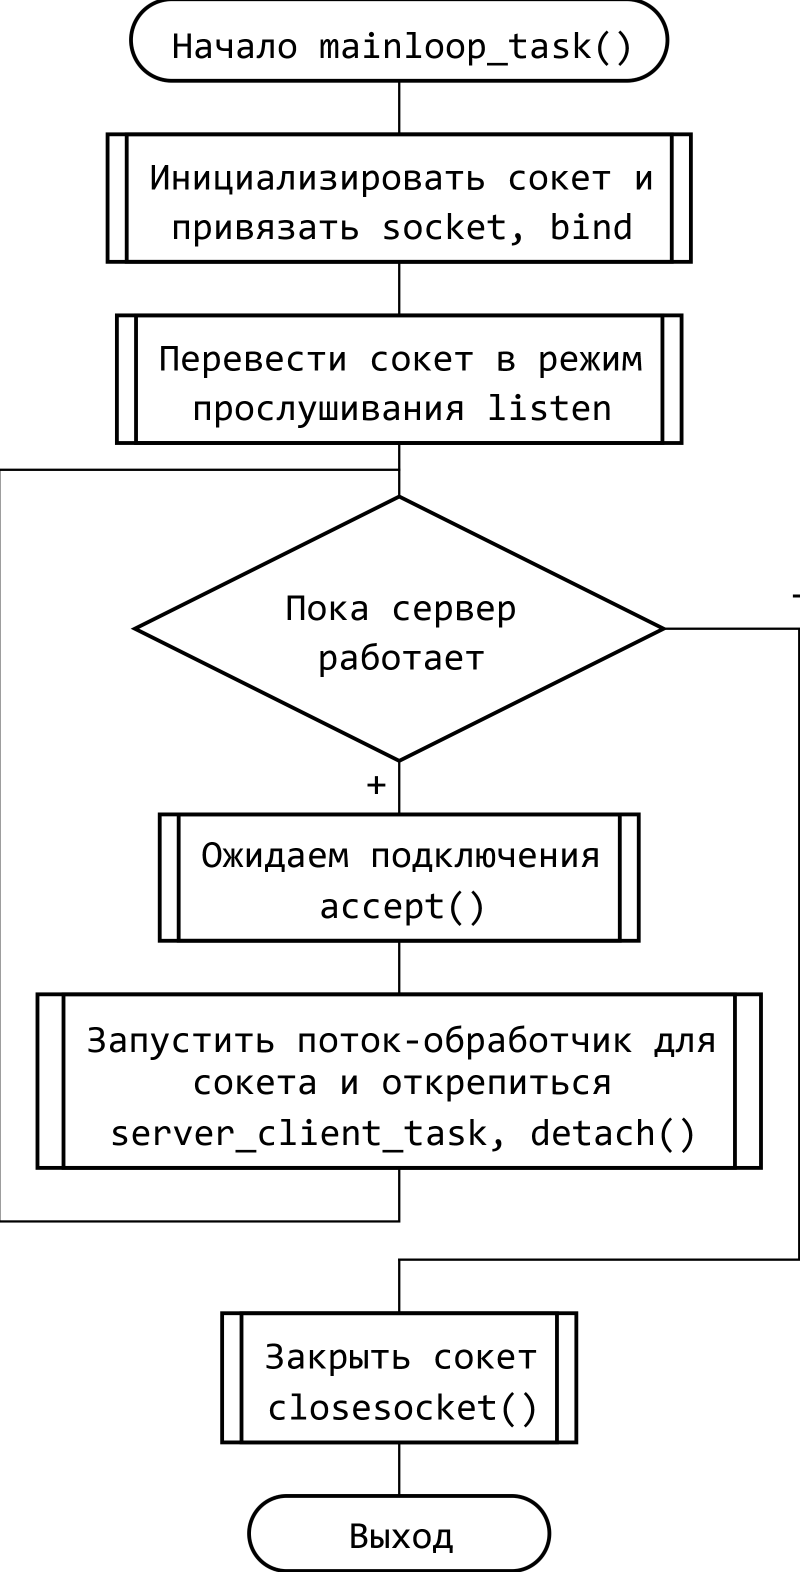 Начало mainloop_task()
Инициализировать сокет и
привязать socket, bind
Перевести сокет в режим
прослушивания listen
Пока сервер
работает
-
+
Ожидаем подключения
accept()
Запустить поток-обработчик для
сокета и открепиться
server_client_task, detach()
Закрыть сокет
closesocket()
Выход